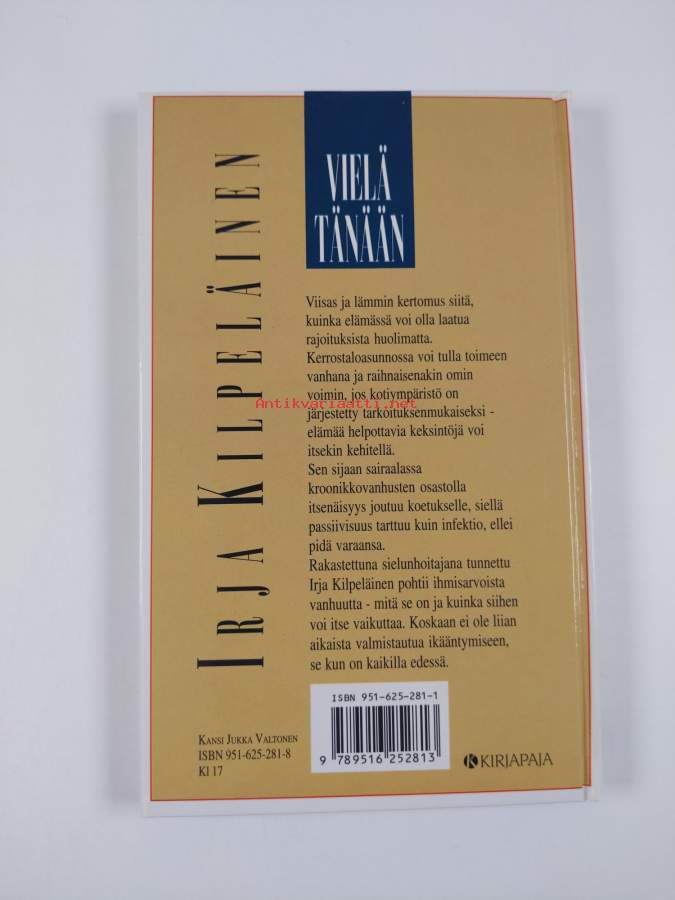 IRJA KILPELÄINEN
VIELÄ
TÄNÄÄN
Viisas ja lämmin kertomus siitä,
kuinka elämässä voi olla laatua
rajoituksista huolimatta.
Kerrostaloasunnossa voi tulla toimeen
vanhana ja raihnaisenakin omin
voimin, jos kotiympäristö on
Antikvariaatti.net
järjestetty tarkoituksenmukaiseksi -
elämää helpottavia keksintöjä voi
itsekin kehitellä.
Sen sijaan sairaalassa
kroonikkovanhusten osastolla
itsenäisyys joutuu koetukselle, siellä
passiivisuus tarttuu kuin infektio, ellei
pidä varaansa.
Rakastettuna sielunhoitajana tunnettu
Irja Kilpeläinen pohtii ihmisarvoista
vanhuutta - mitä se on ja kuinka siihen
voi itse vaikuttaa. Koskaan ei ole liian
aikaista valmistautua ikääntymiseen,
se kun on kaikilla edessä.
ISBN 951-625-281-1
9 789516 252813
KANSI JUKKA VALTONEN
ISBN 951-625-281-8
Kl 17
KIRJAPAJA